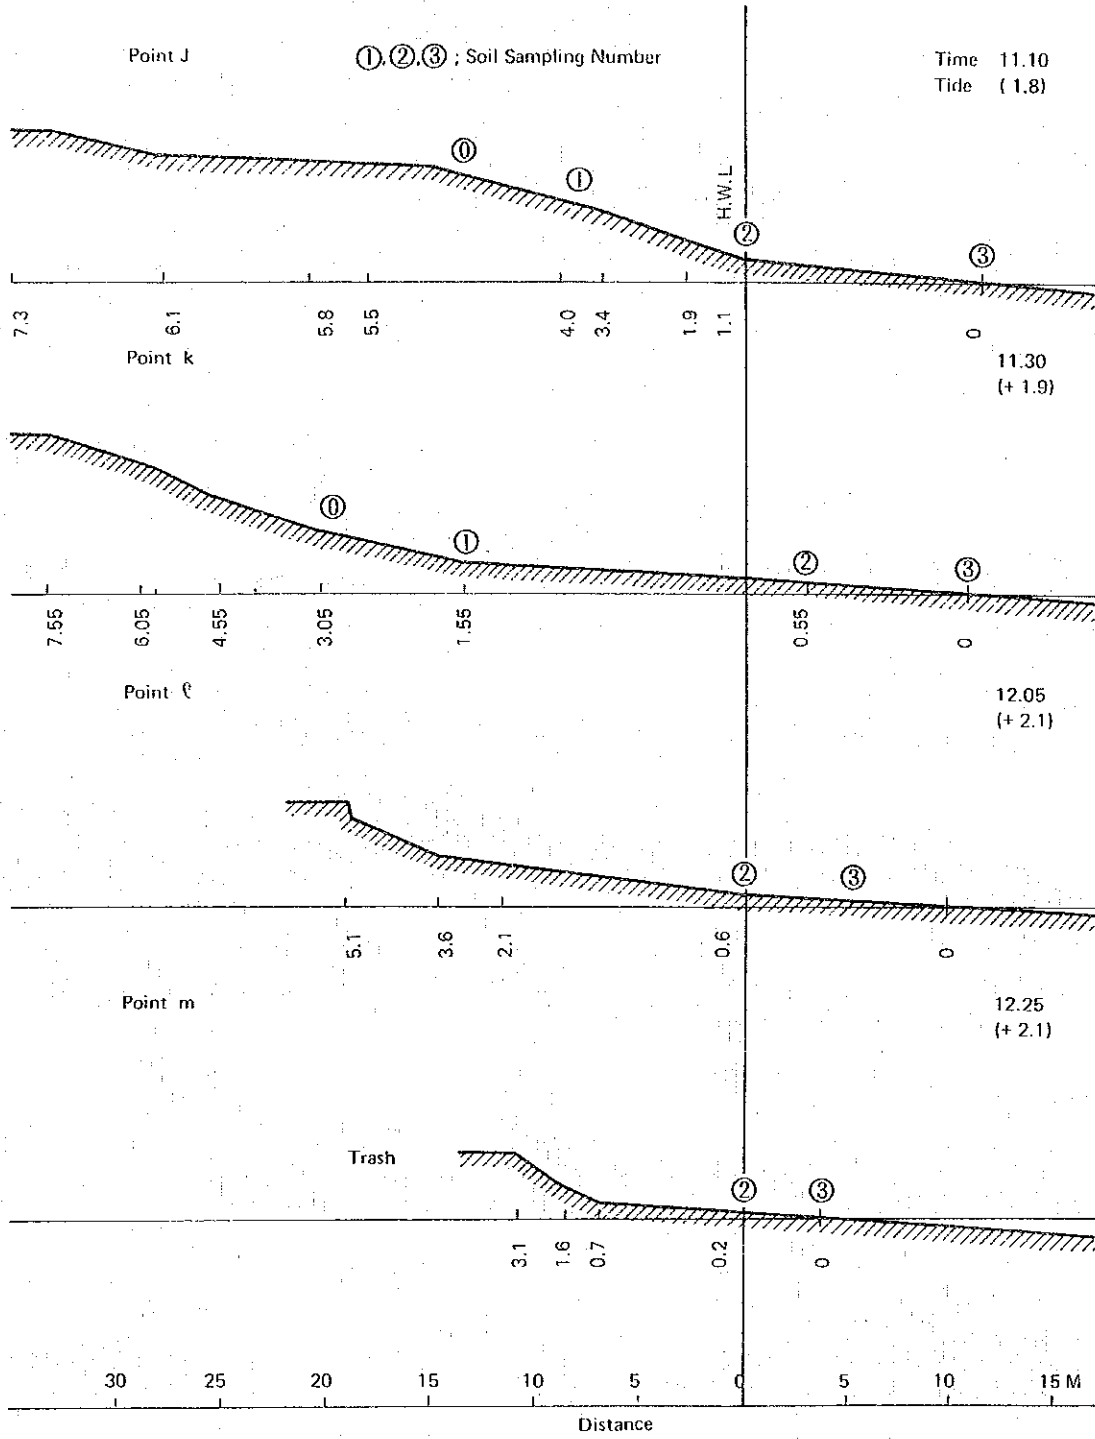 Point J ①,②,③ ; Soil Sampling Number Time 11.10
Tide ( 1.8)
⓪
①
H.W.L
②
③
7.3 6.1 5.8 5.5 4.0 3.4 1.9 1.1 0
Point k 11.30
(+ 1.9)
⓪
①
②
③
7.55 6.05 4.55 3.05 1.55 0.55 0
Point ℓ 12.05
(+ 2.1)
② ③
5.1 3.6 2.1 0.6 0
Point m 12.25
(+ 2.1)
Trash
② ③
3.1 1.6 0.7 0.2 0
30 25 20 15 10 5 0 5 10 15 M
Distance